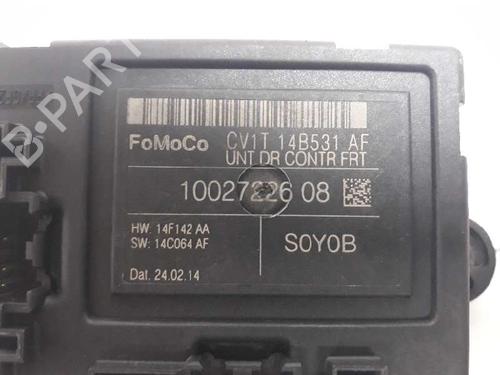 B-PARTS
FoMoCo CV1T 14B531 AF
UNT DR CONTR FRT
10027226 08
HW: 14F142 AA
SW: 14C064 AF
S0Y0B
Dat. 24.02.14